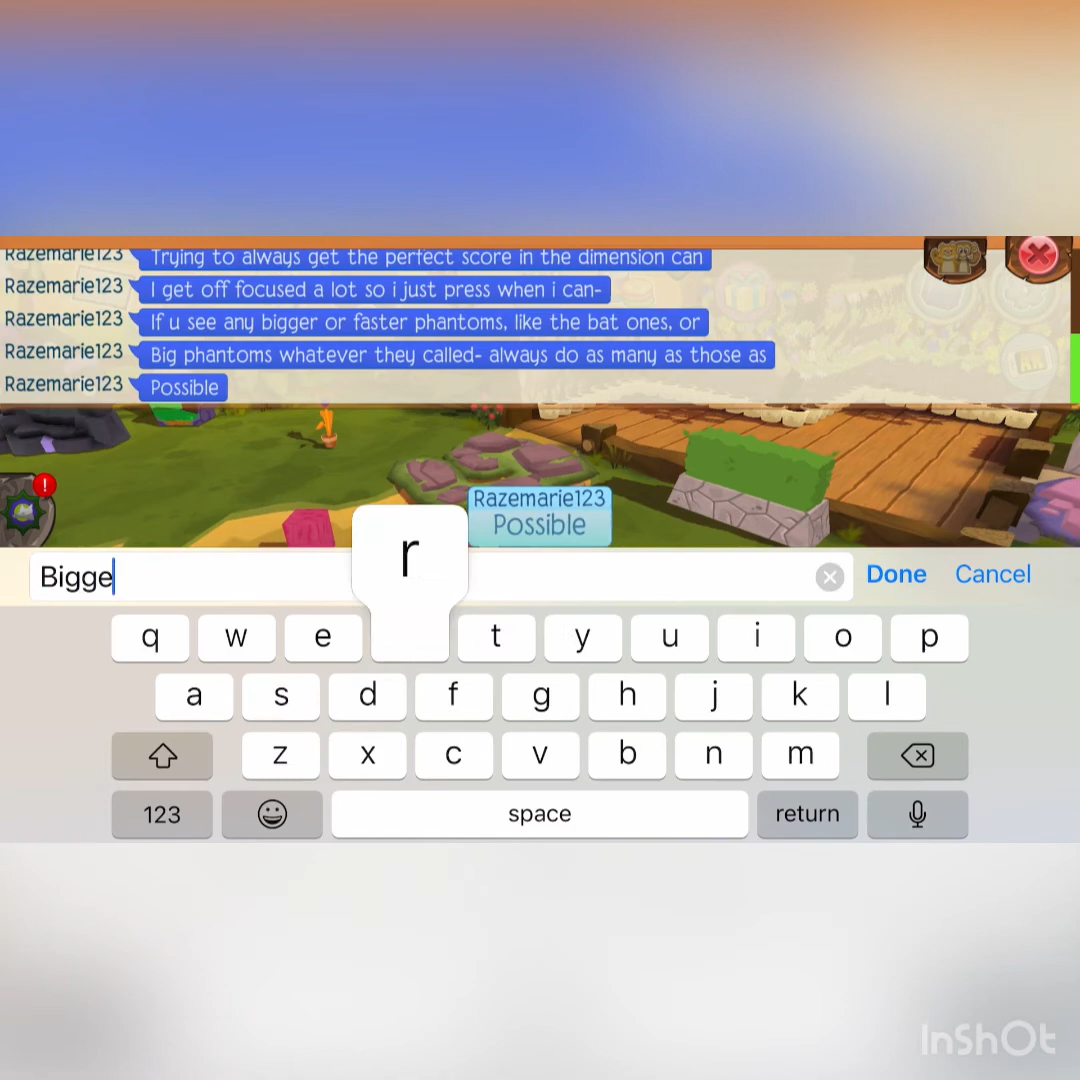 Razemarie123 Trying to always get the perfect score in the dimension can
Razemarie123 I get off focused a lot so i just press when i can-
Razemarie123 If u see any bigger or faster phantoms, like the bat ones, or
Razemarie123 Big phantoms whatever they called- always do as many as those as
Razemarie123 Possible
!
Razemarie123
Possible
r
Bigge Done Cancel
q w e t y u i o p
a s d f g h j k l
z x c v b n m
123 space return
InShOt